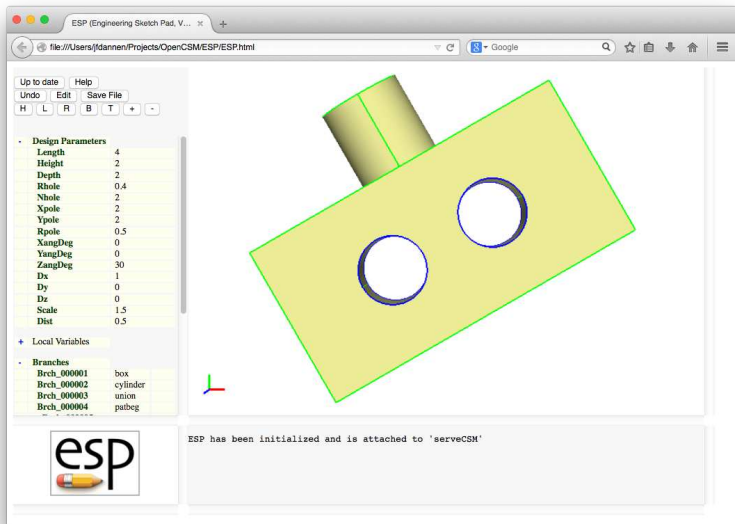 ESP (Engineering Sketch Pad, V...
file:///Users/jfdannen/Projects/OpenCSM/ESP/ESP.html
Google
Up to date Help
Undo Edit Save File
H L R B T + -
- Design Parameters
Length 4
Height 2
Depth 2
Rhole 0.4
Nhole 2
Xpole 2
Ypole 2
Rpole 0.5
XangDeg 0
YangDeg 0
ZangDeg 30
Dx 1
Dy 0
Dz 0
Scale 1.5
Dist 0.5
+ Local Variables
- Branches
Brch_000001 box
Brch_000002 cylinder
Brch_000003 union
Brch_000004 patbeg
esp
ESP has been initialized and is attached to 'serveCSM'